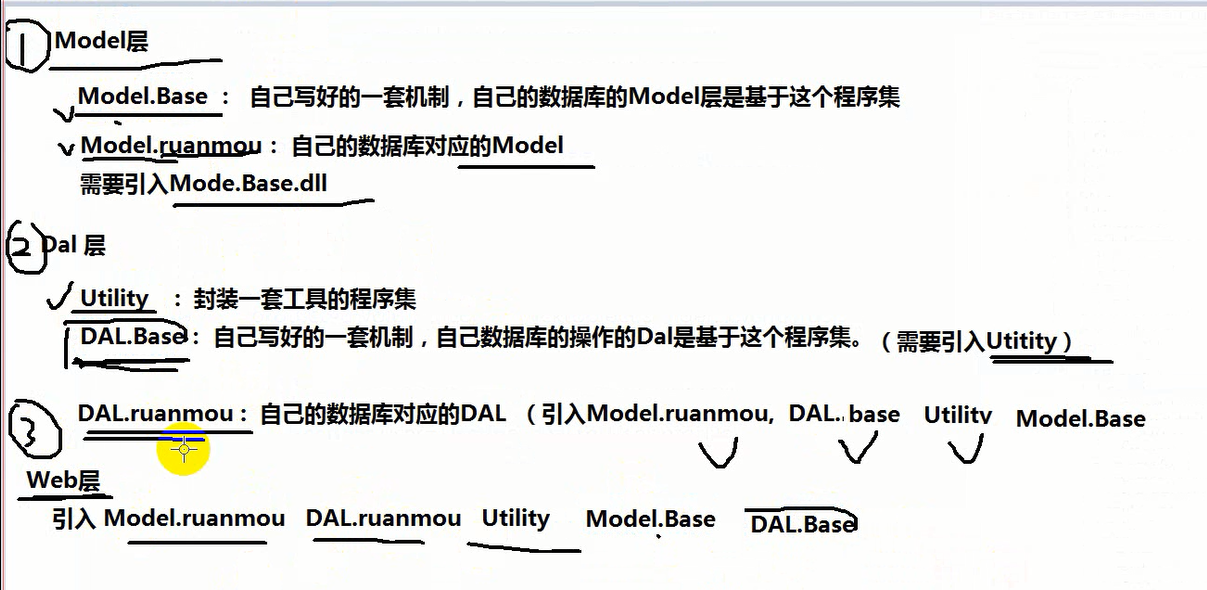 1 Model层
Model.Base ： 自己写好的一套机制，自己的数据库的Model层是基于这个程序集
Model.ruanmou ： 自己的数据库对应的Model
需要引入Mode.Base.dll
2 Dal 层
Utility ： 封装一套工具的程序集
DAL.Base ： 自己写好的一套机制，自己数据库的操作的Dal是基于这个程序集。（需要引入Utitity）
3 DAL.ruanmou ： 自己的数据库对应的DAL （引入Model.ruanmou, DAL. base Utility Model.Base
Web层
引入 Model.ruanmou DAL.ruanmou Utility Model.Base DAL.Base